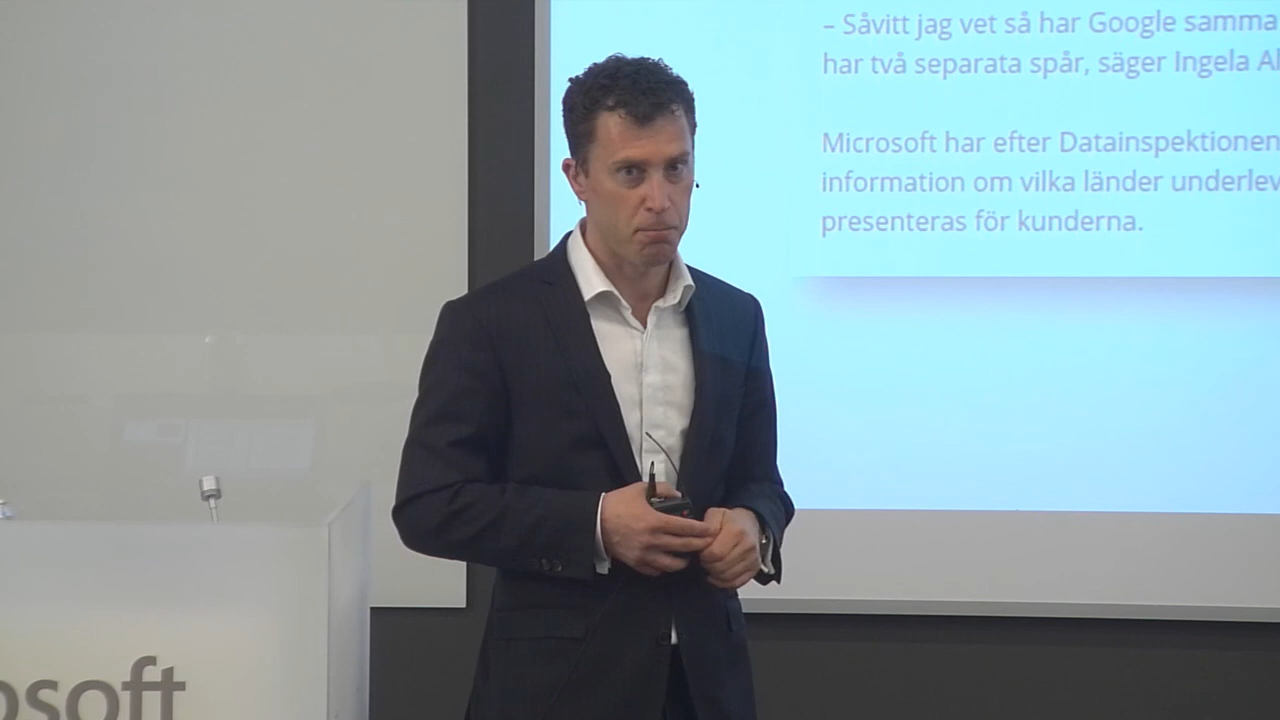 – Såvitt jag vet så har Google samma
har två separata spår, säger Ingela Al
Microsoft har efter Datainspektionen
information om vilka länder underlev
presenteras för kunderna.
osoft